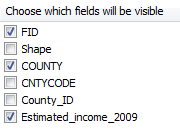 Choose which fields will be visible
FID
Shape
COUNTY
CNTYCODE
County_ID
Estimated_income_2009